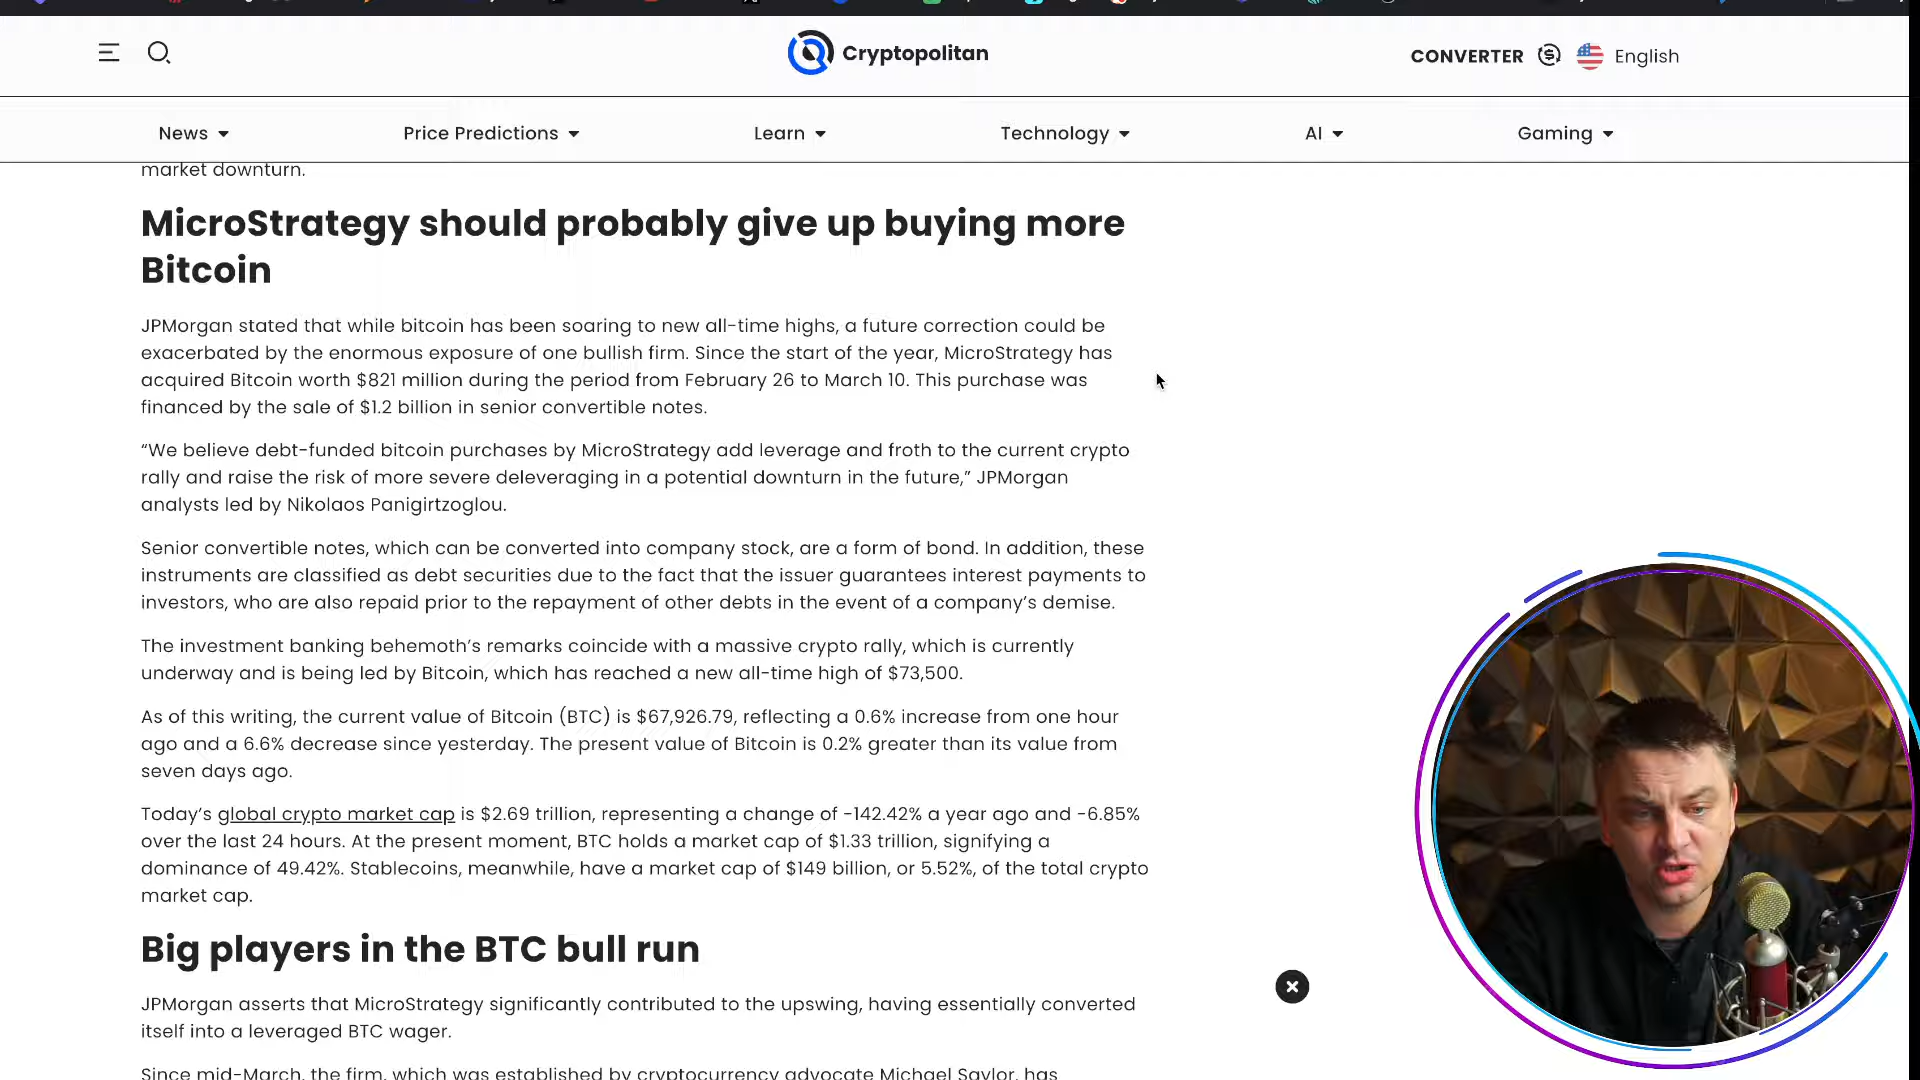 Cryptopolitan
CONVERTER
English
News
Price Predictions
Learn
Technology
AI
Gaming
market downturn.
MicroStrategy should probably give up buying more
Bitcoin
JPMorgan stated that while bitcoin has been soaring to new all-time highs, a future correction could be
exacerbated by the enormous exposure of one bullish firm. Since the start of the year, MicroStrategy has
acquired Bitcoin worth $821 million during the period from February 26 to March 10. This purchase was
financed by the sale of $1.2 billion in senior convertible notes.
“We believe debt-funded bitcoin purchases by MicroStrategy add leverage and froth to the current crypto
rally and raise the risk of more severe deleveraging in a potential downturn in the future,” JPMorgan
analysts led by Nikolaos Panigirtzoglou.
Senior convertible notes, which can be converted into company stock, are a form of bond. In addition, these
instruments are classified as debt securities due to the fact that the issuer guarantees interest payments to
investors, who are also repaid prior to the repayment of other debts in the event of a company’s demise.
The investment banking behemoth’s remarks coincide with a massive crypto rally, which is currently
underway and is being led by Bitcoin, which has reached a new all-time high of $73,500.
As of this writing, the current value of Bitcoin (BTC) is $67,926.79, reflecting a 0.6% increase from one hour
ago and a 6.6% decrease since yesterday. The present value of Bitcoin is 0.2% greater than its value from
seven days ago.
Today’s global crypto market cap is $2.69 trillion, representing a change of -142.42% a year ago and -6.85%
over the last 24 hours. At the present moment, BTC holds a market cap of $1.33 trillion, signifying a
dominance of 49.42%. Stablecoins, meanwhile, have a market cap of $149 billion, or 5.52%, of the total crypto
market cap.
Big players in the BTC bull run
JPMorgan asserts that MicroStrategy significantly contributed to the upswing, having essentially converted
itself into a leveraged BTC wager.
Since mid-March, the firm, which was established by cryptocurrency advocate Michael Saylor, has